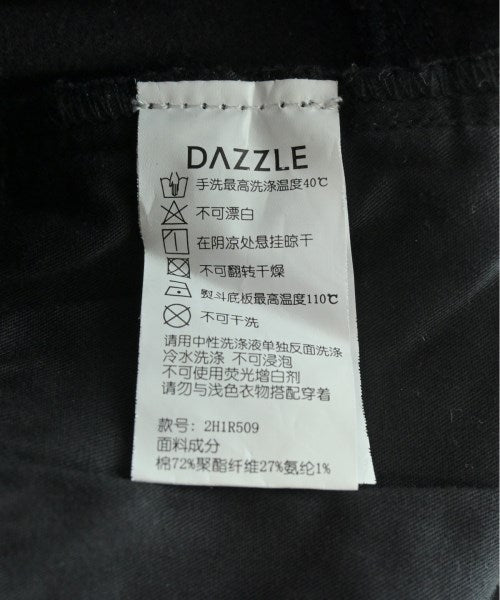 DAZZLE
手洗最高洗涤温度40℃
不可漂白
在阴凉处悬挂晾干
不可翻转干燥
熨斗底板最高温度110℃
不可干洗
请用中性洗涤液单独反面洗涤
冷水洗涤 不可浸泡
不可使用荧光增白剂
请勿与浅色衣物搭配穿着
款号: 2H1R509
面料成分
棉72%聚酯纤维27%氨纶1%